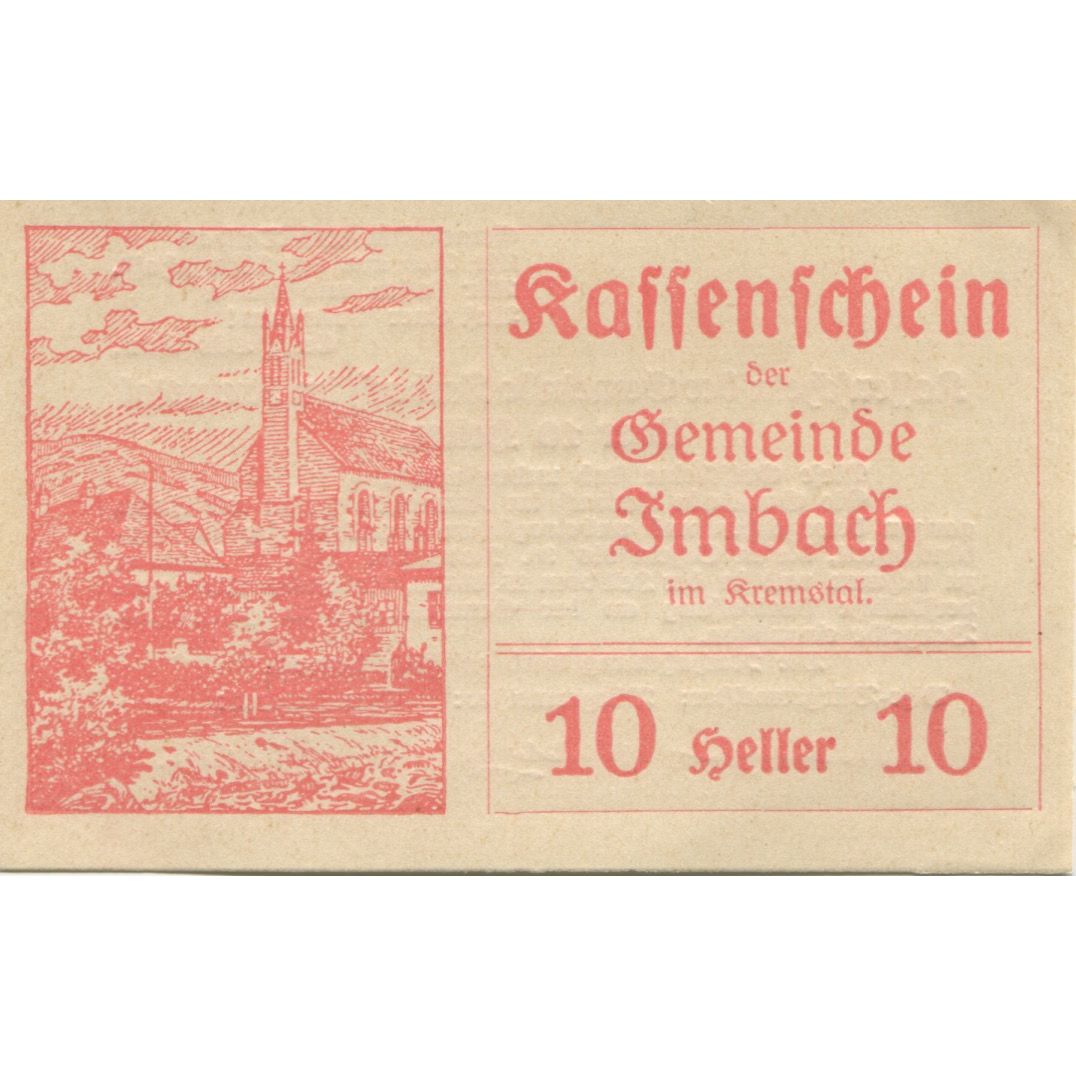 Kassenschein
der
Gemeinde
Imbach
im Kremstal.
10 Heller 10